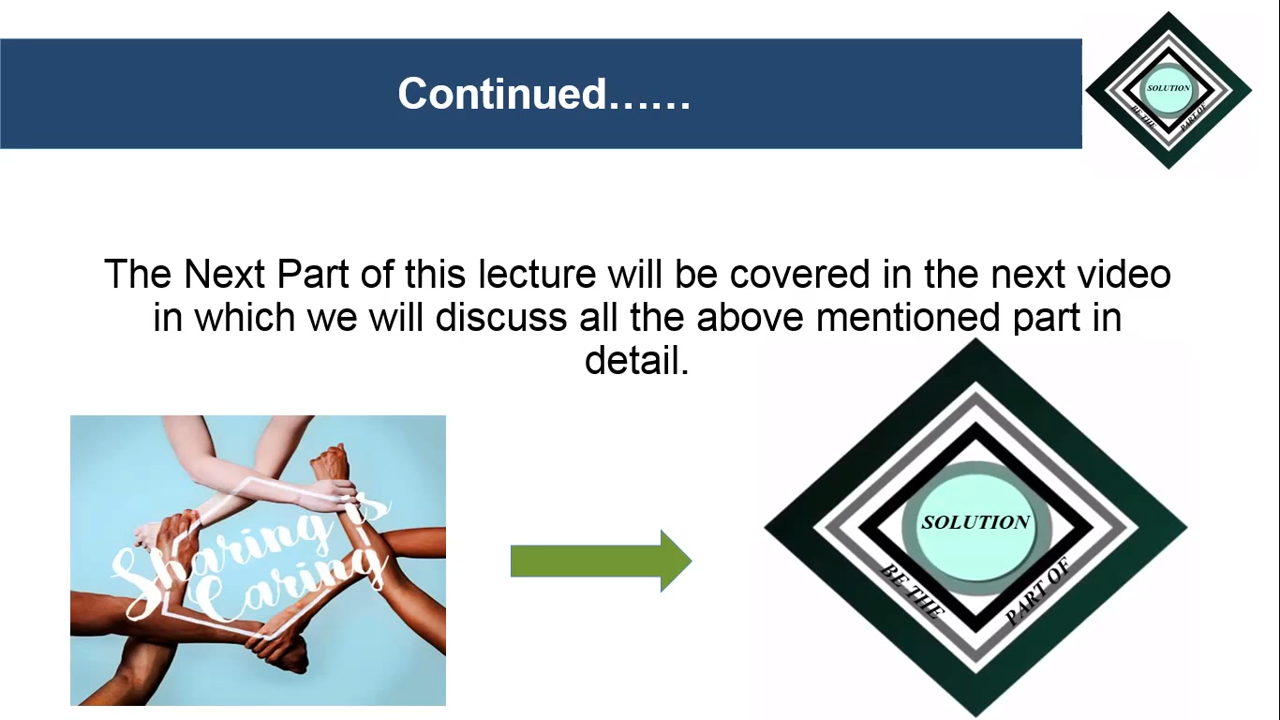 Continued......
SOLUTION
BE THE
PART OF
The Next Part of this lecture will be covered in the next video
in which we will discuss all the above mentioned part in
detail.
Sharing is
Caring
SOLUTION
BE THE
PART OF